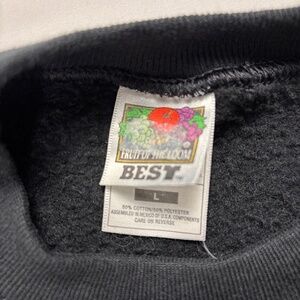 FRUIT OF THE LOOM
BEST
L
50% COTTON/50% POLYESTER
ASSEMBLED IN MEXICO OF U.S. COMPONENTS
CARE ON REVERSE